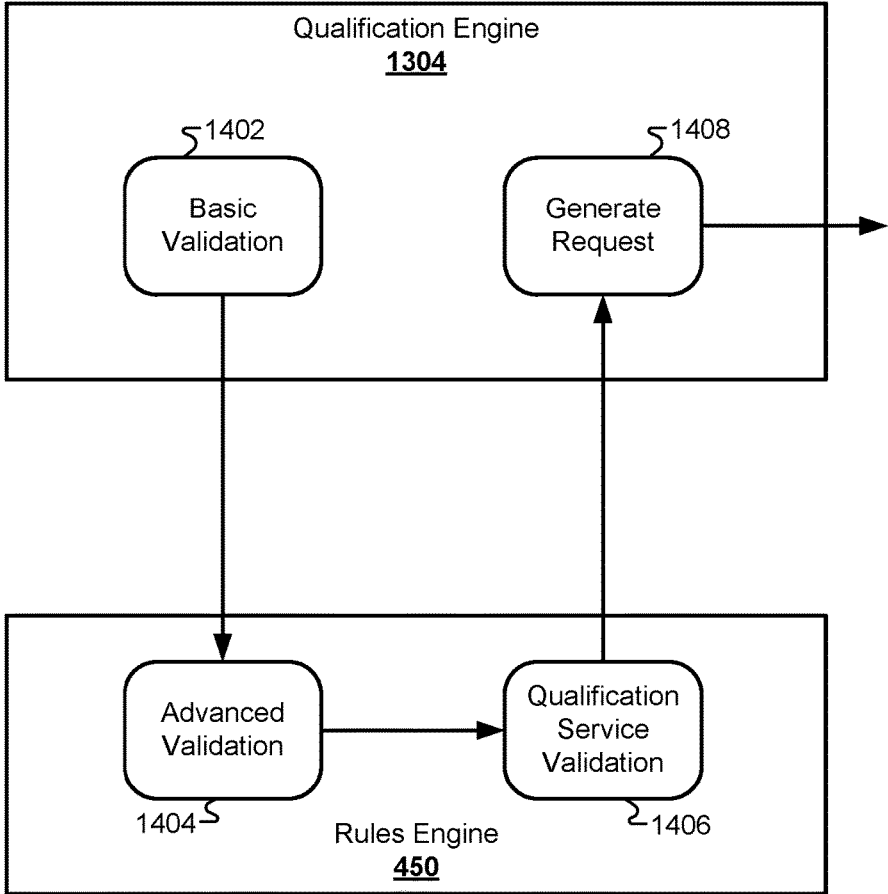 Qualification Engine
1304
1402
1408
Basic
Validation
Generate
Request
Advanced
Validation
Qualification
Service
Validation
1404
1406
Rules Engine
450